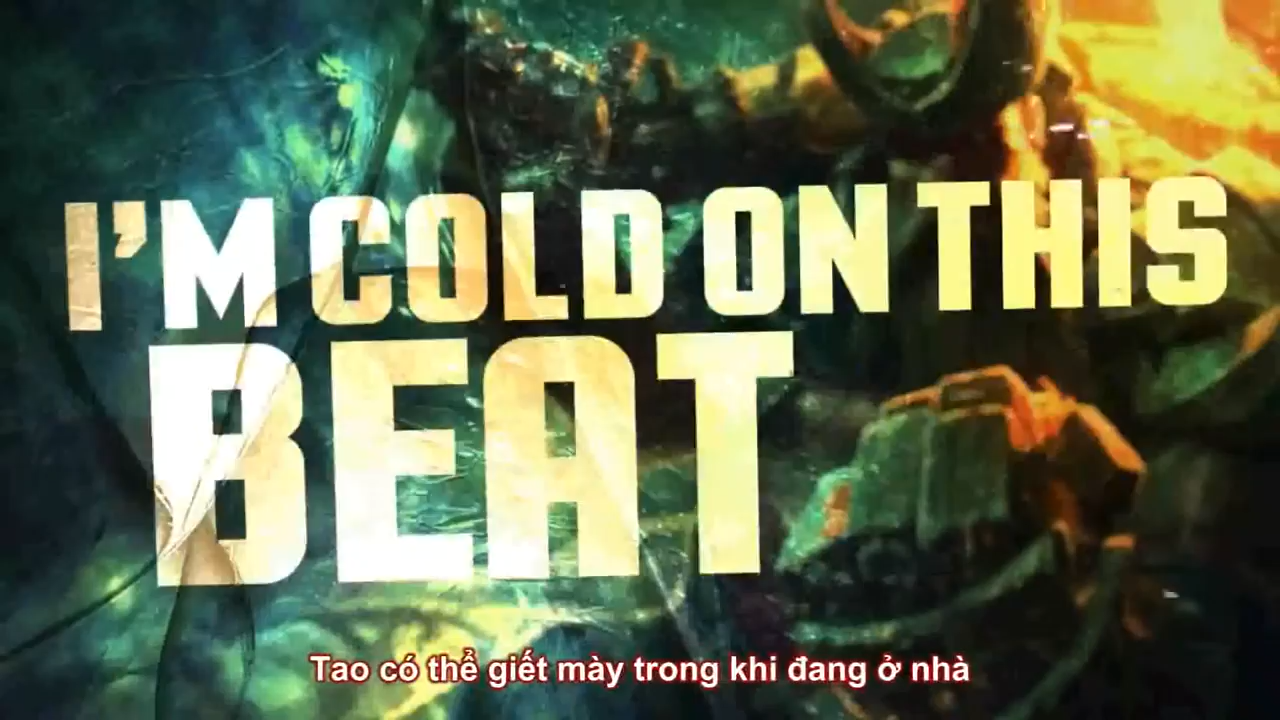 I'M COLD ON THIS
BEAT
Tao có thể giết mày trong khi đang ở nhà